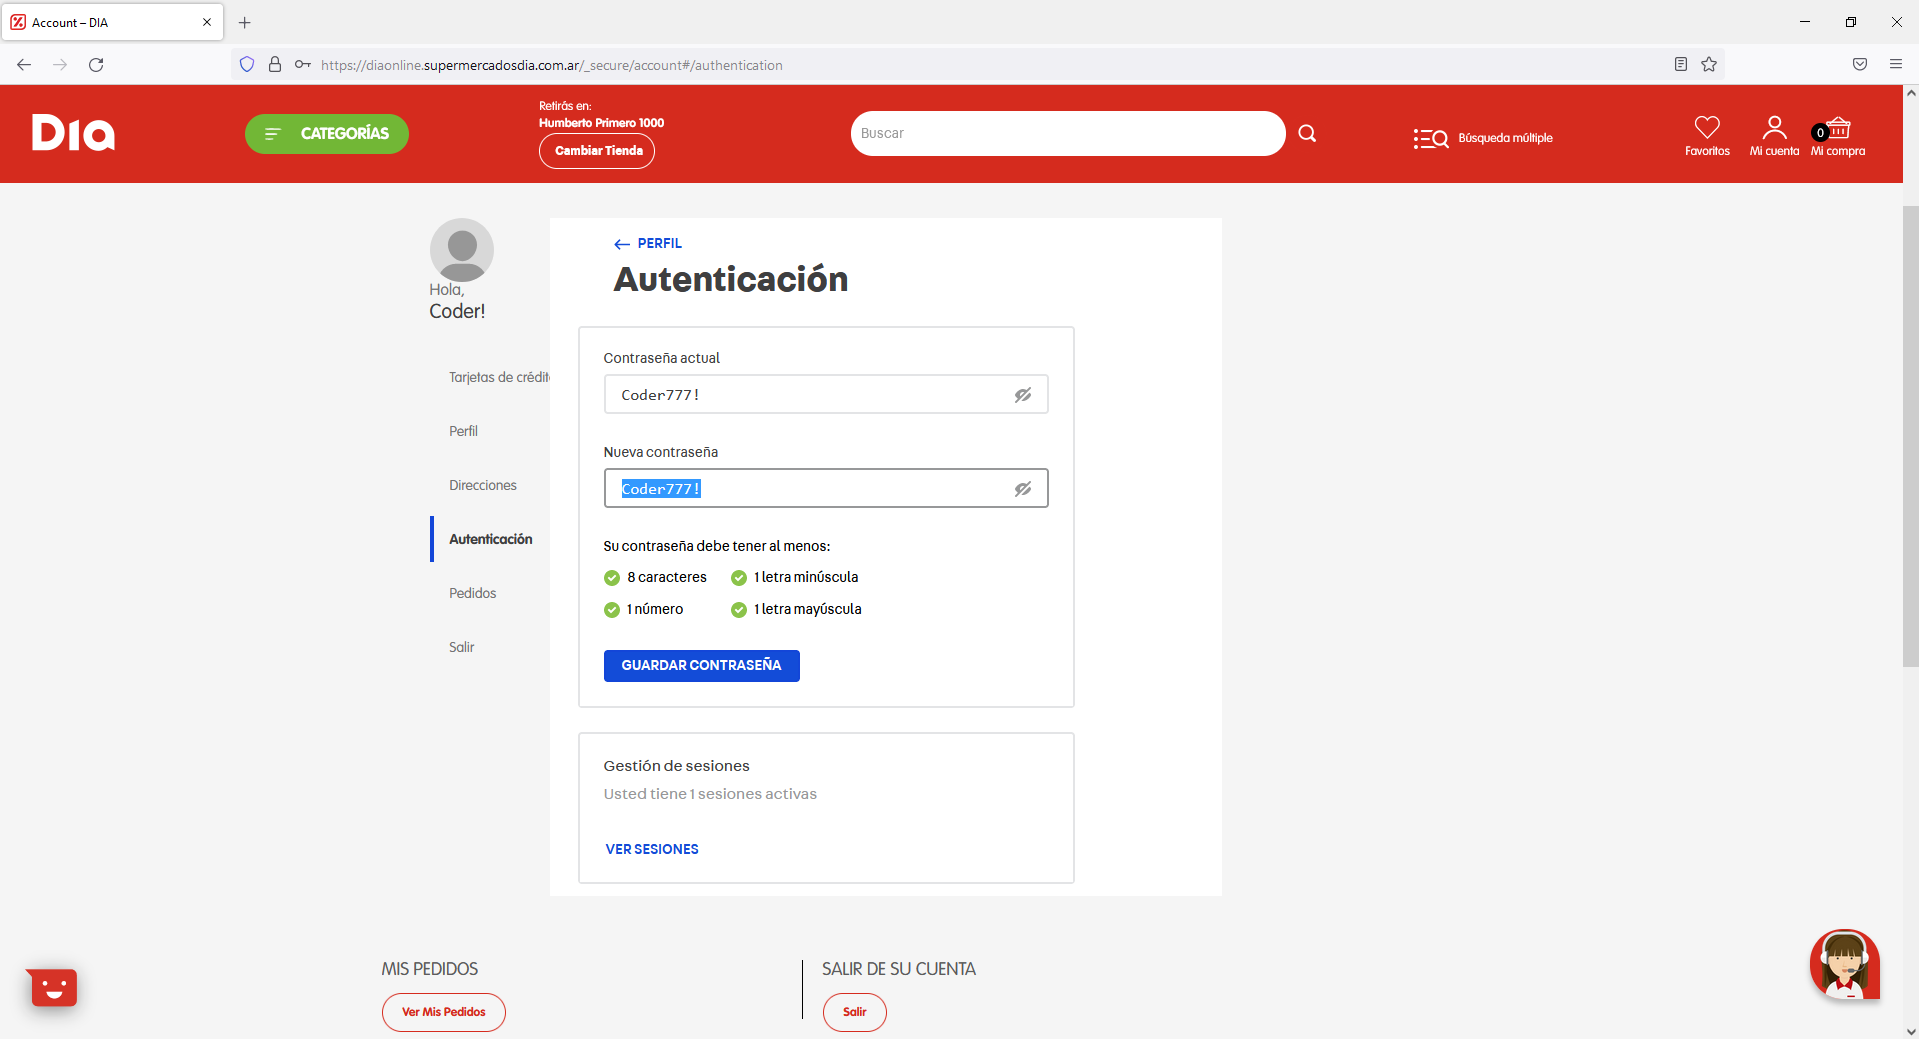 Account – DIA
https://diaonline.supermercadosdia.com.ar/_secure/account#/authentication
Dia
CATEGORÍAS
Retirás en:
Humberto Primero 1000
Cambiar Tienda
Buscar
Búsqueda múltiple
Favoritos
Mi cuenta
0
Mi compra
Hola,
Coder!
Tarjetas de crédit
Perfil
Direcciones
Autenticación
Pedidos
Salir
PERFIL
Autenticación
Contraseña actual
Coder777!
Nueva contraseña
Coder777!
Su contraseña debe tener al menos:
8 caracteres
1 letra minúscula
1 número
1 letra mayúscula
GUARDAR CONTRASEÑA
Gestión de sesiones
Usted tiene 1 sesiones activas
VER SESIONES
MIS PEDIDOS
Ver Mis Pedidos
SALIR DE SU CUENTA
Salir